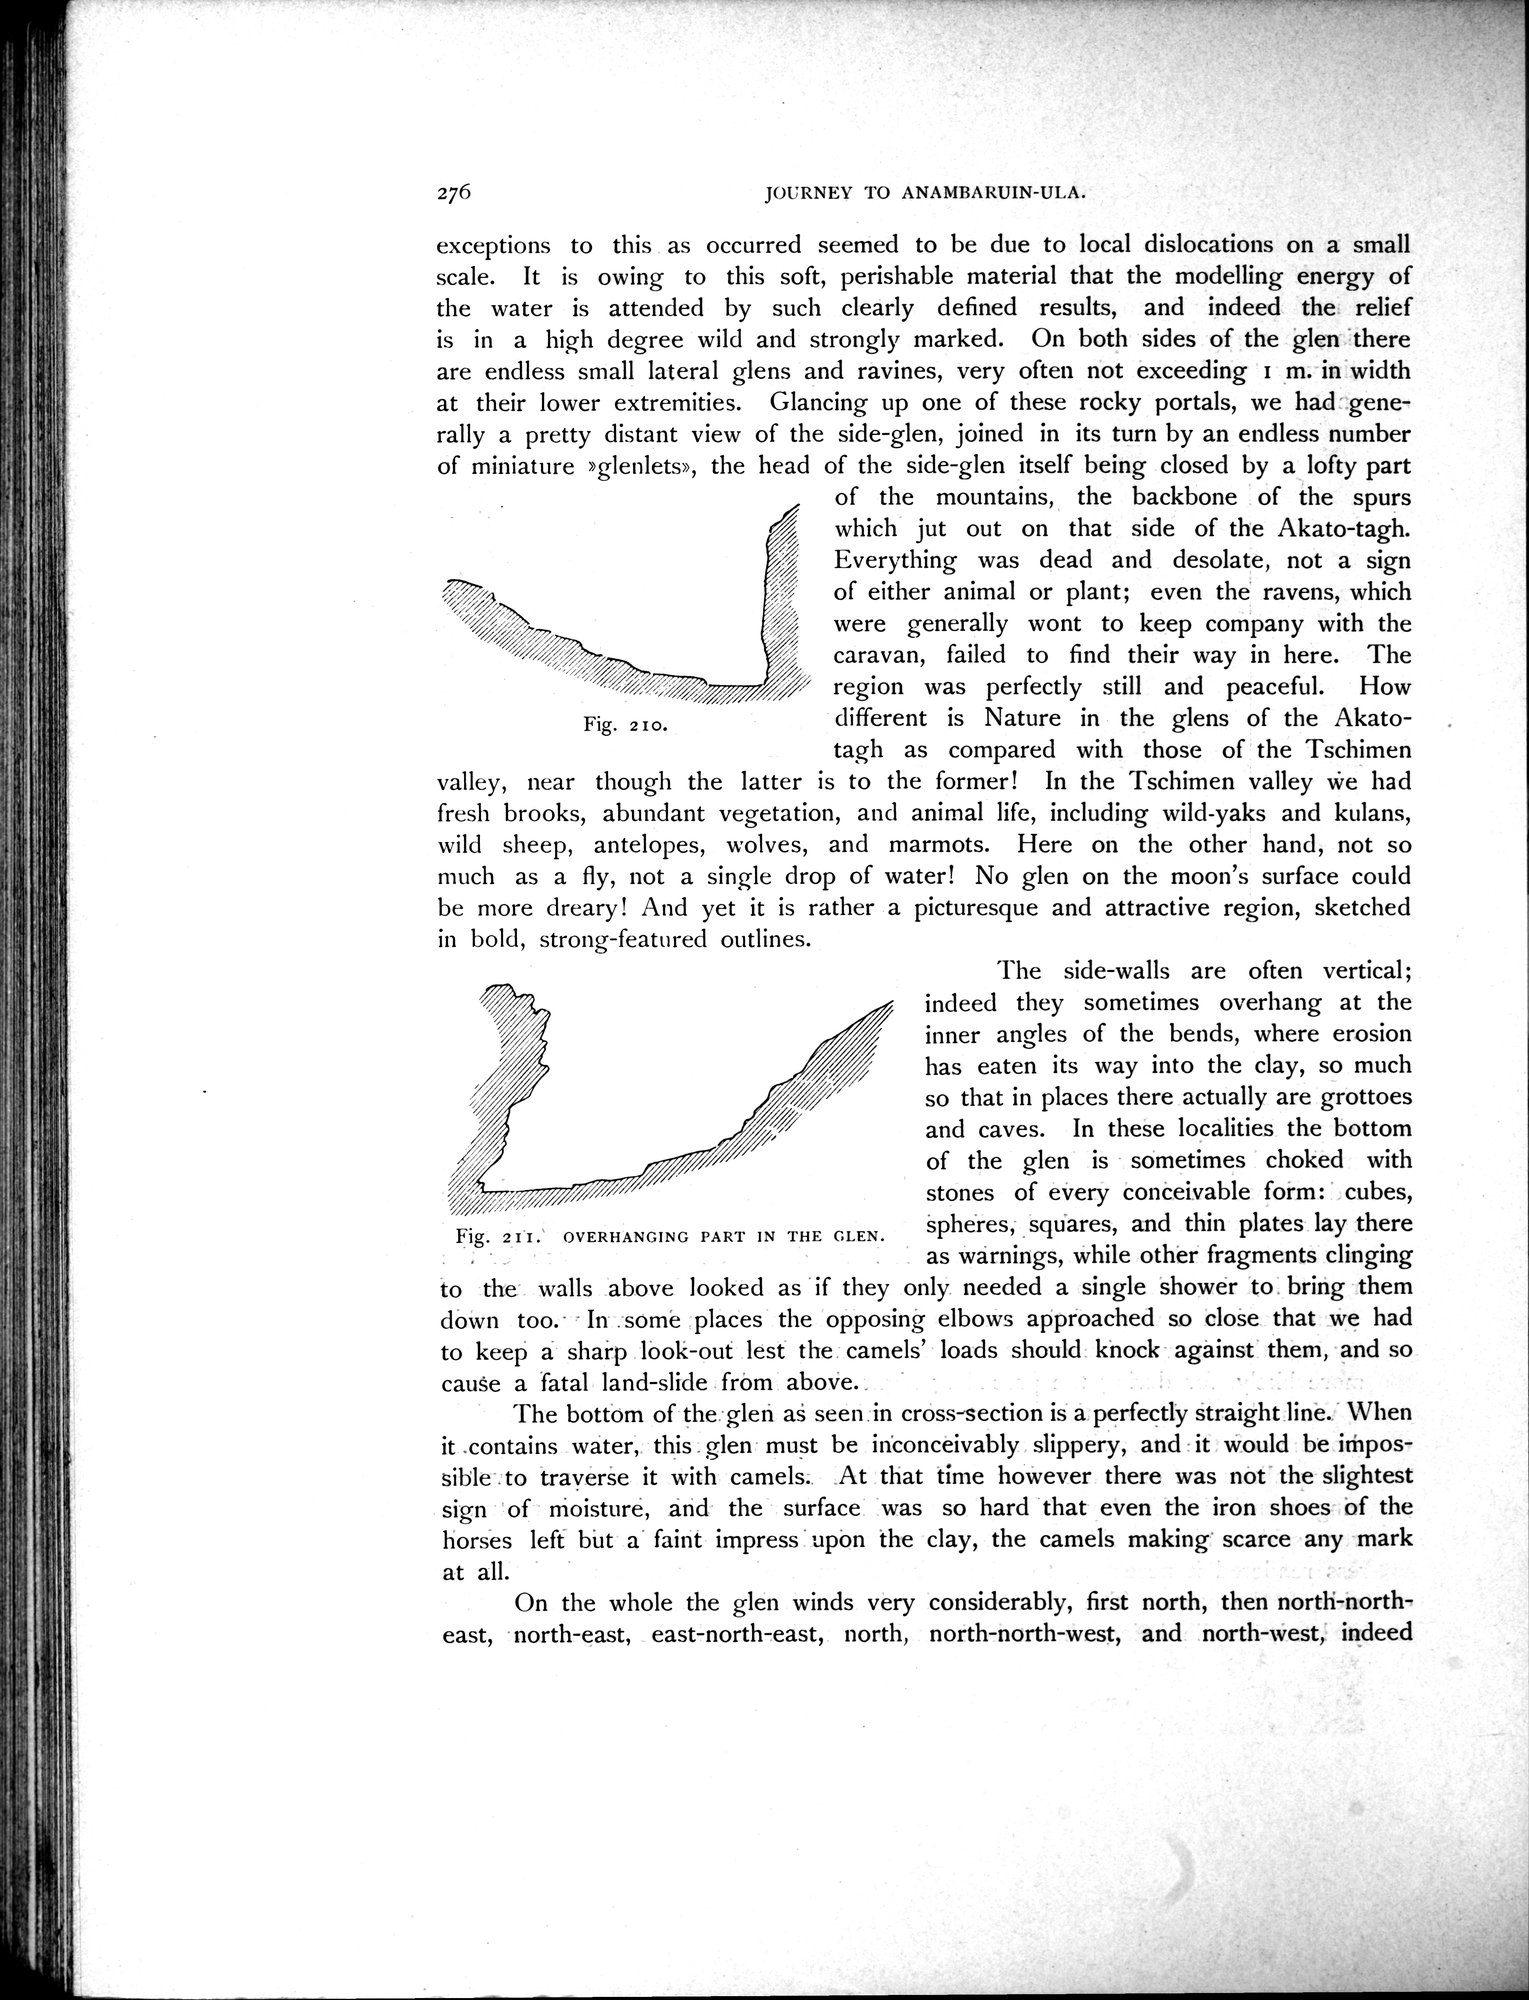 276
JOURNEY TO ANAMBARUIN-ULA.
exceptions to this as occurred seemed to be due to local dislocations on a small
scale. It is owing to this soft, perishable material that the modelling energy of
the water is attended by such clearly defined results, and indeed the relief
is in a high degree wild and strongly marked. On both sides of the glen there
are endless small lateral glens and ravines, very often not exceeding 1 m. in width
at their lower extremities. Glancing up one of these rocky portals, we had gene-
rally a pretty distant view of the side-glen, joined in its turn by an endless number
of miniature »glenlets», the head of the side-glen itself being closed by a lofty part
of the mountains, the backbone of the spurs
which jut out on that side of the Akato-tagh.
Everything was dead and desolate, not a sign
of either animal or plant; even the ravens, which
were generally wont to keep company with the
caravan, failed to find their way in here. The
region was perfectly still and peaceful. How
different is Nature in the glens of the Akato-
tagh as compared with those of the Tschimen
Fig. 210.
valley, near though the latter is to the former! In the Tschimen valley we had
fresh brooks, abundant vegetation, and animal life, including wild-yaks and kulans,
wild sheep, antelopes, wolves, and marmots. Here on the other hand, not so
much as a fly, not a single drop of water! No glen on the moon's surface could
be more dreary! And yet it is rather a picturesque and attractive region, sketched
in bold, strong-featured outlines.
The side-walls are often vertical;
indeed they sometimes overhang at the
inner angles of the bends, where erosion
has eaten its way into the clay, so much
so that in places there actually are grottoes
and caves. In these localities the bottom
of the glen is sometimes choked with
stones of every conceivable form: cubes,
spheres, squares, and thin plates lay there
as warnings, while other fragments clinging
Fig. 211. OVERHANGING PART IN THE GLEN.
to the walls above looked as if they only needed a single shower to bring them
down too. In some places the opposing elbows approached so close that we had
to keep a sharp look-out lest the camels' loads should knock against them, and so
cause a fatal land-slide from above.
The bottom of the glen as seen in cross-section is a perfectly straight line. When
it contains water, this glen must be inconceivably slippery, and it would be impos-
sible to traverse it with camels. At that time however there was not the slightest
sign of moisture, and the surface was so hard that even the iron shoes of the
horses left but a faint impress upon the clay, the camels making scarce any mark
at all.
On the whole the glen winds very considerably, first north, then north-north-
east, north-east, east-north-east, north, north-north-west, and north-west, indeed